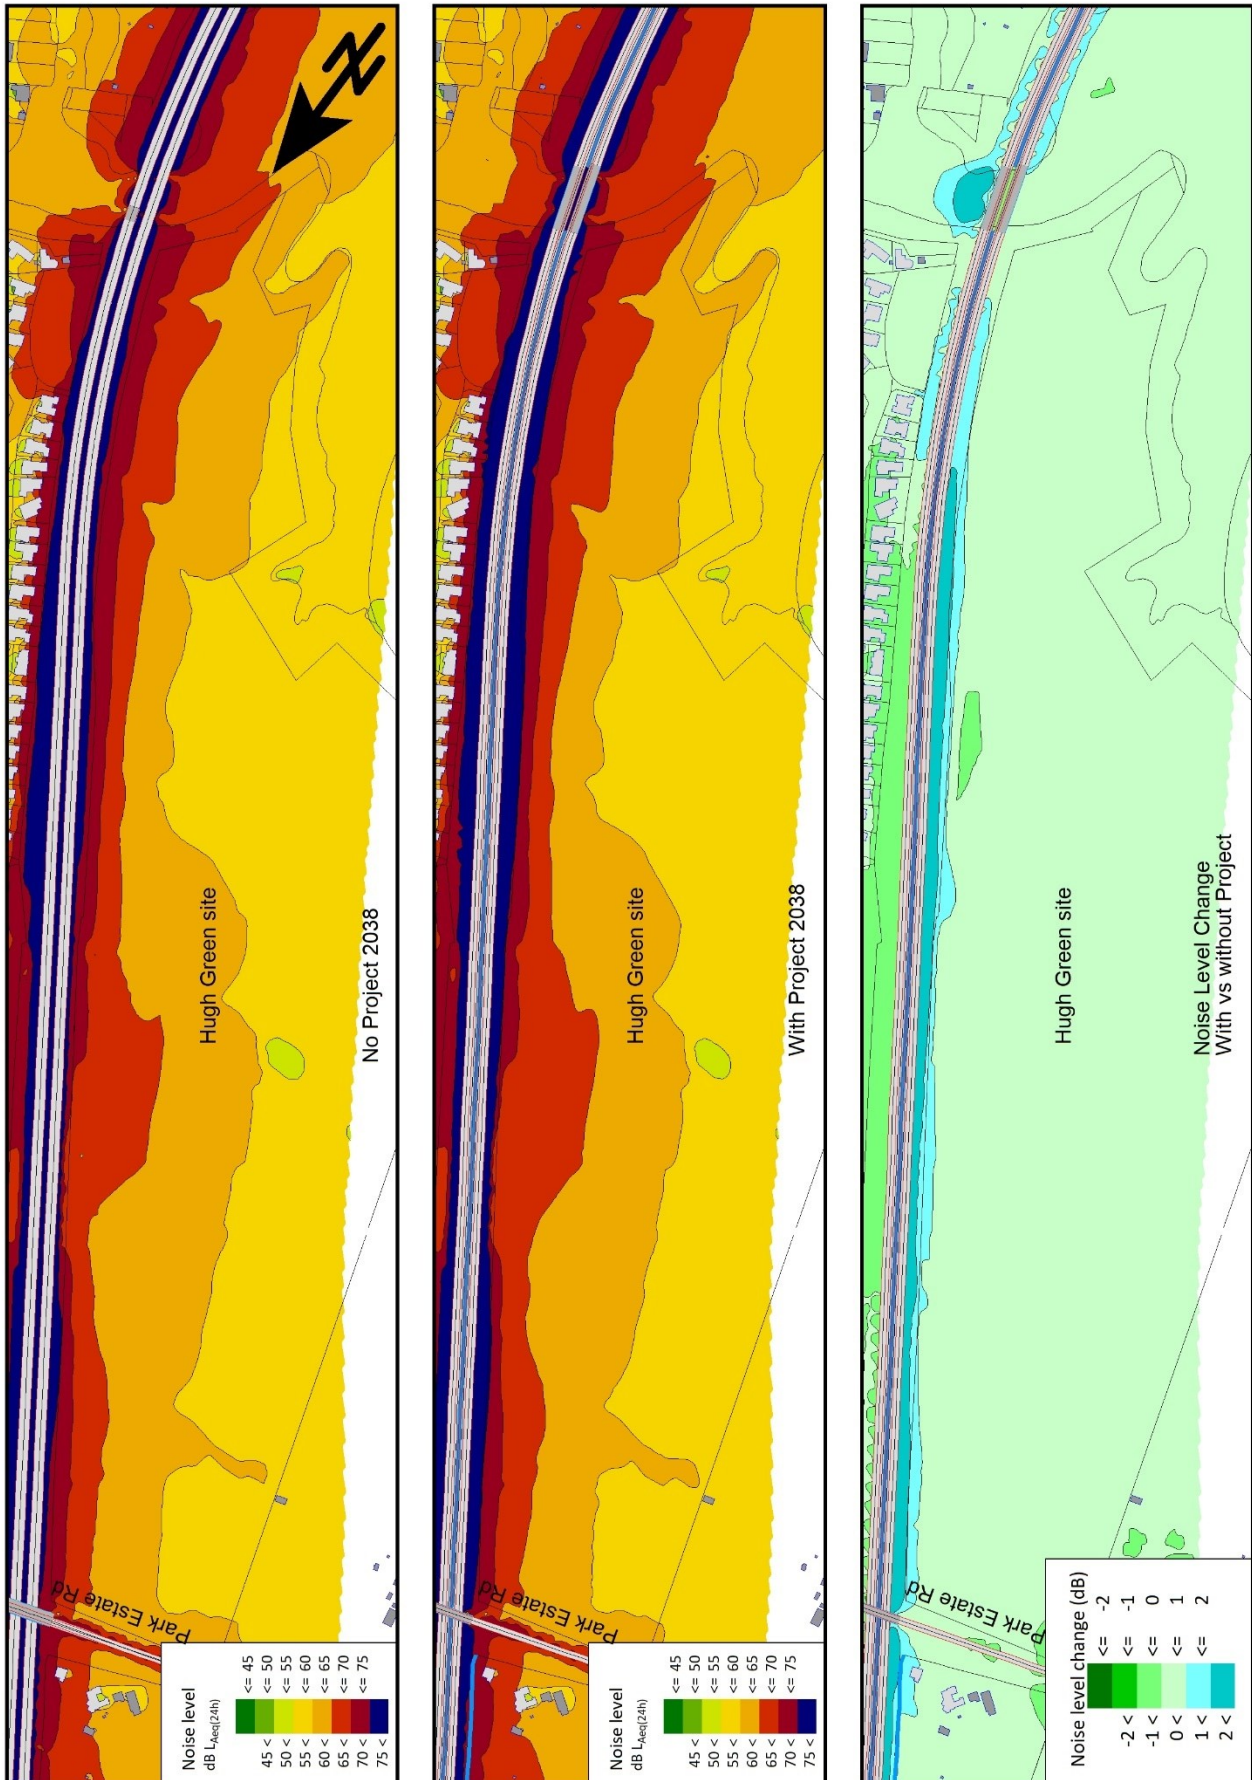 Hugh Green site
No Project 2038
Park Estate Rd
Noise level
dB LAeq(24h)
<= 45
45 < <= 50
50 < <= 55
55 < <= 60
60 < <= 65
65 < <= 70
70 < <= 75
75 <
Hugh Green site
With Project 2038
Park Estate Rd
Noise level
dB LAeq(24h)
<= 45
45 < <= 50
50 < <= 55
55 < <= 60
60 < <= 65
65 < <= 70
70 < <= 75
75 <
Hugh Green site
Noise Level Change
With vs without Project
Park Estate Rd
Noise level change (dB)
<= -2
-2 < <= -1
-1 < <= 0
0 < <= 1
1 < <= 2
2 <